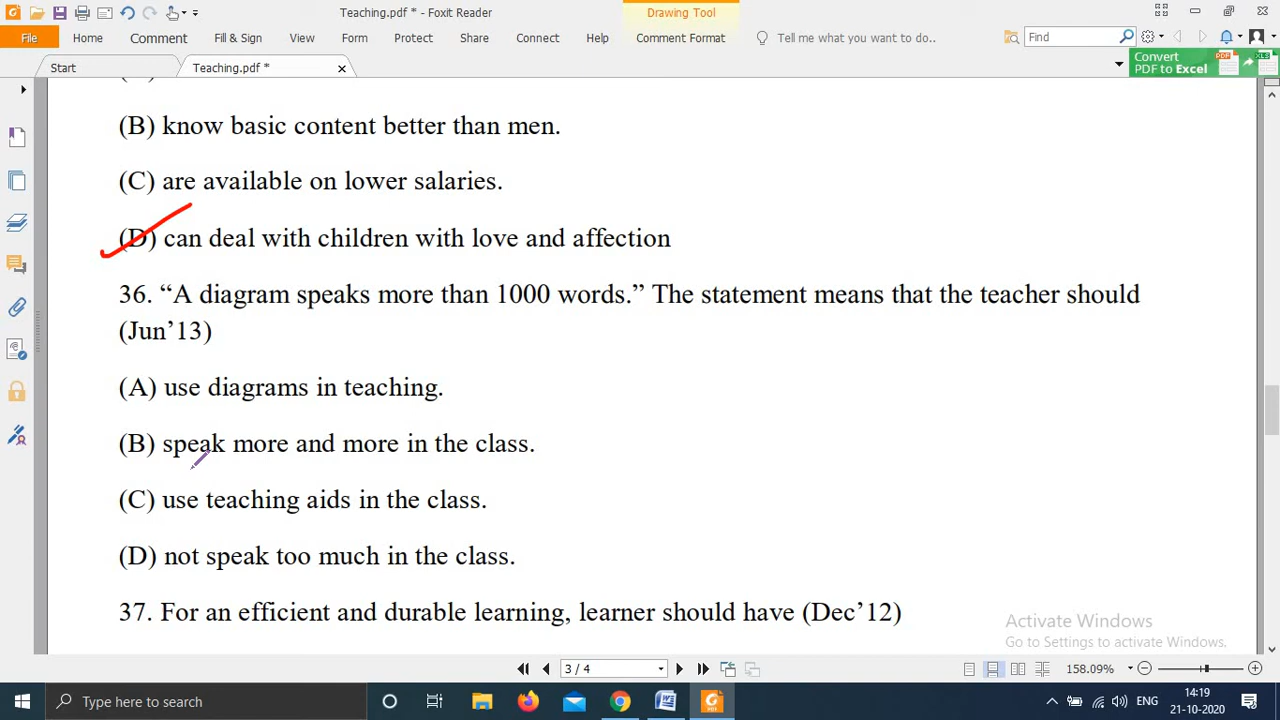 Teaching.pdf * - Foxit Reader
Drawing Tool
File
Home
Comment
Fill & Sign
View
Form
Protect
Share
Connect
Help
Comment Format
Tell me what you want to do..
Find
Start
Teaching.pdf *
Convert
PDF to Excel
(B) know basic content better than men.
(C) are available on lower salaries.
(D) can deal with children with love and affection
36. “A diagram speaks more than 1000 words.” The statement means that the teacher should
(Jun’13)
(A) use diagrams in teaching.
(B) speak more and more in the class.
(C) use teaching aids in the class.
(D) not speak too much in the class.
37. For an efficient and durable learning, learner should have (Dec’12)
Activate Windows
Go to Settings to activate Windows.
3 / 4
158.09%
Type here to search
ENG
14:19
21-10-2020